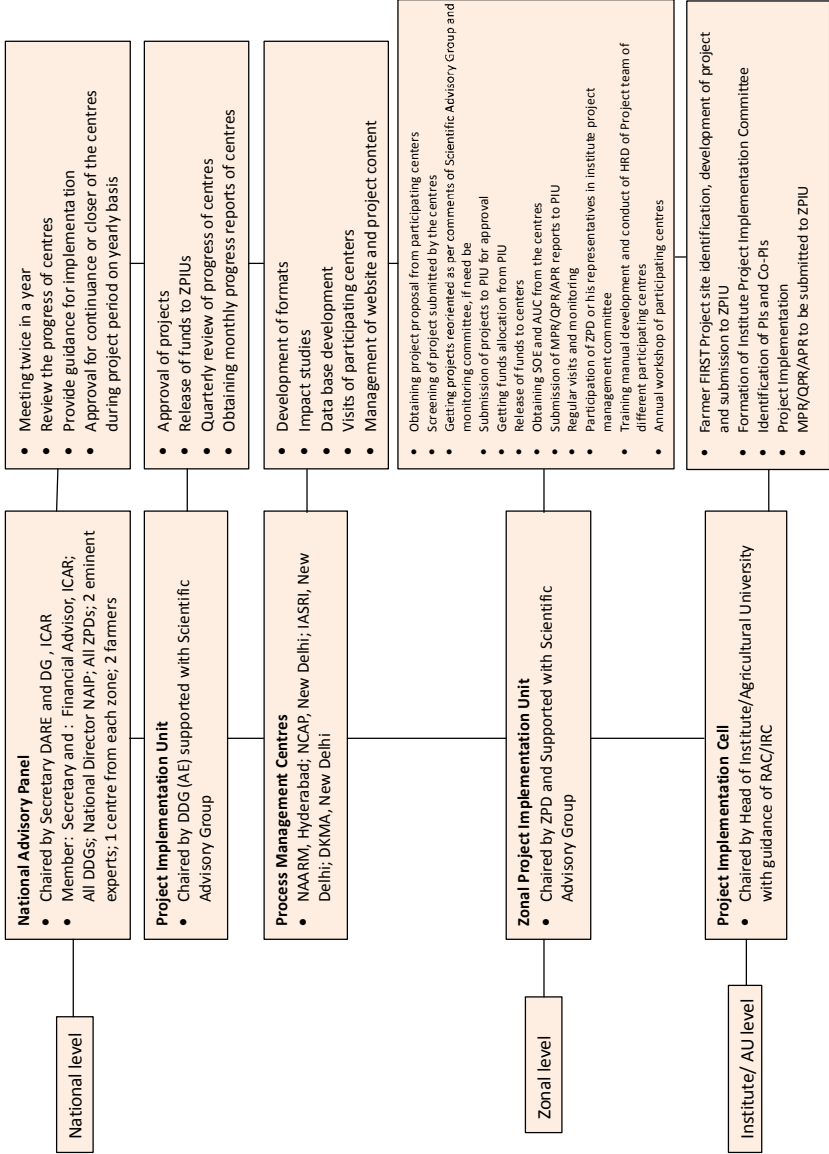 National level
National Advisory Panel
• Chaired by Secretary DARE and DG , ICAR
• Member: Secretary and : Financial Advisor, ICAR;
All DDGs; National Director NAIP; All ZPDs; 2 eminent
experts; 1 centre from each zone; 2 farmers
• Meeting twice in a year
• Review the progress of centres
• Provide guidance for implementation
• Approval for continuance or closer of the centres
during project period on yearly basis
Project Implementation Unit
• Chaired by DDG (AE) supported with Scientific
Advisory Group
• Approval of projects
• Release of funds to ZPIUs
• Quarterly review of progress of centres
• Obtaining monthly progress reports of centres
Process Management Centres
• NAARM, Hyderabad; NCAP, New Delhi; IASRI, New
Delhi; DKMA, New Delhi
• Development of formats
• Impact studies
• Data base development
• Visits of participating centers
• Management of website and project content
Zonal level
Zonal Project Implementation Unit
• Chaired by ZPD and Supported with Scientific
Advisory Group
• Obtaining project proposal from participating centers
• Screening of project submitted by the centres
• Getting projects reoriented as per comments of Scientific Advisory Group and
monitoring committee, if need be
• Submission of projects to PIU for approval
• Getting funds allocation from PIU
• Release of funds to centers
• Obtaining SOE and AUC from the centres
• Submission of MPR/QPR/APR reports to PIU
• Regular visits and monitoring
• Participation of ZPD or his representatives in institute project
management committee
• Training manual development and conduct of HRD of Project team of
different participating centres
• Annual workshop of participating centres
Institute/ AU level
Project Implementation Cell
• Chaired by Head of Institute/Agricultural University
with guidance of RAC/IRC
• Farmer FIRST Project site identification, development of project
and submission to ZPIU
• Formation of Institute Project Implementation Committee
• Identification of PIs and Co-PIs
• Project Implementation
• MPR/QPR/APR to be submitted to ZPIU